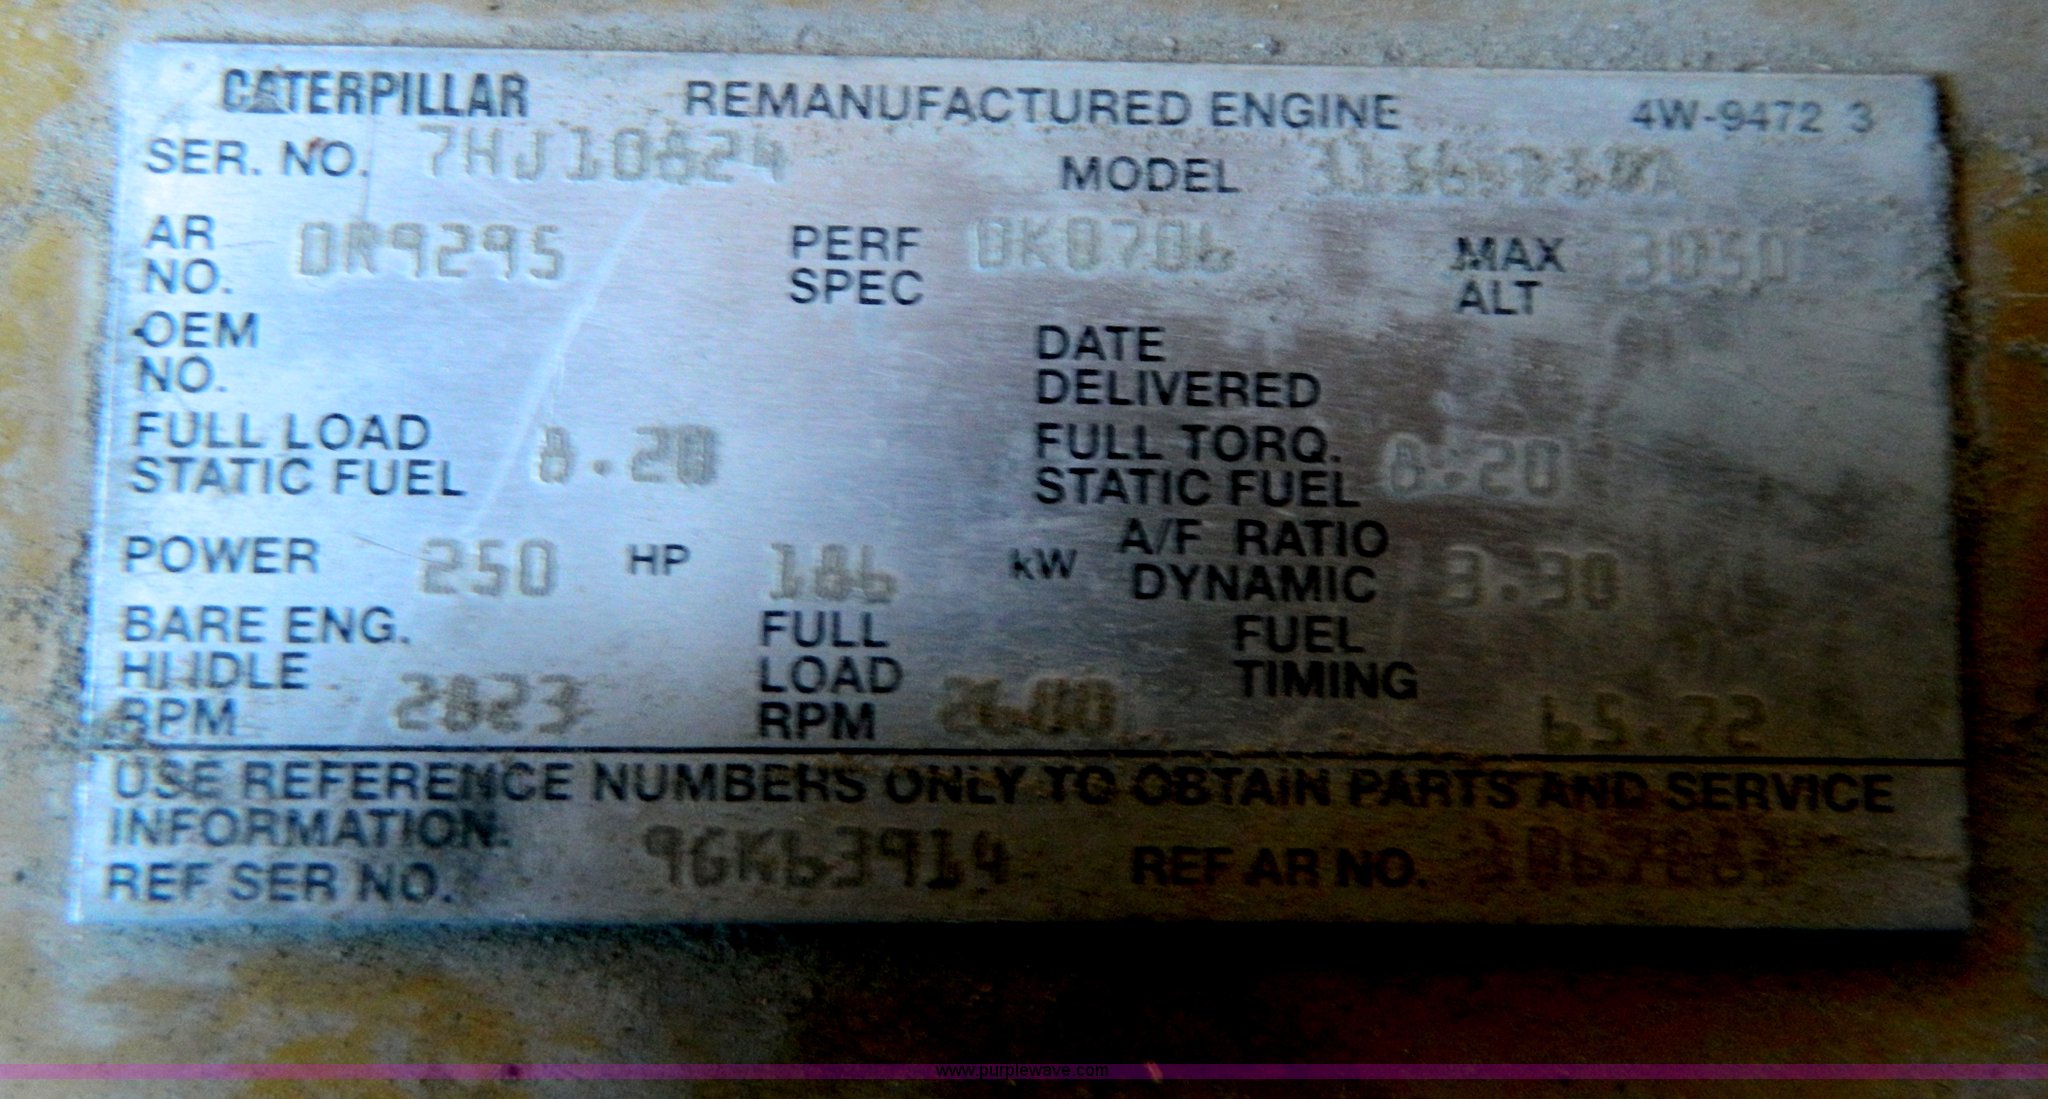 CATERPILLAR REMANUFACTURED ENGINE 4W-9472 3
SER. NO. 7HJ10624 MODEL
AR NO. 0R9295 PERF SPEC 0K0706 MAX ALT 3050
OEM NO. DATE DELIVERED
FULL LOAD STATIC FUEL 8.20 FULL TORQ. STATIC FUEL 8.20
POWER 250 HP 186 kW A/F RATIO DYNAMIC 3.30
BARE ENG. HI IDLE RPM 2823 FULL LOAD RPM 2600 FUEL TIMING 65.72
USE REFERENCE NUMBERS ONLY TO OBTAIN PARTS AND SERVICE
INFORMATION.
REF SER NO. 9GK63914 REF AR NO.
www.purplewave.com